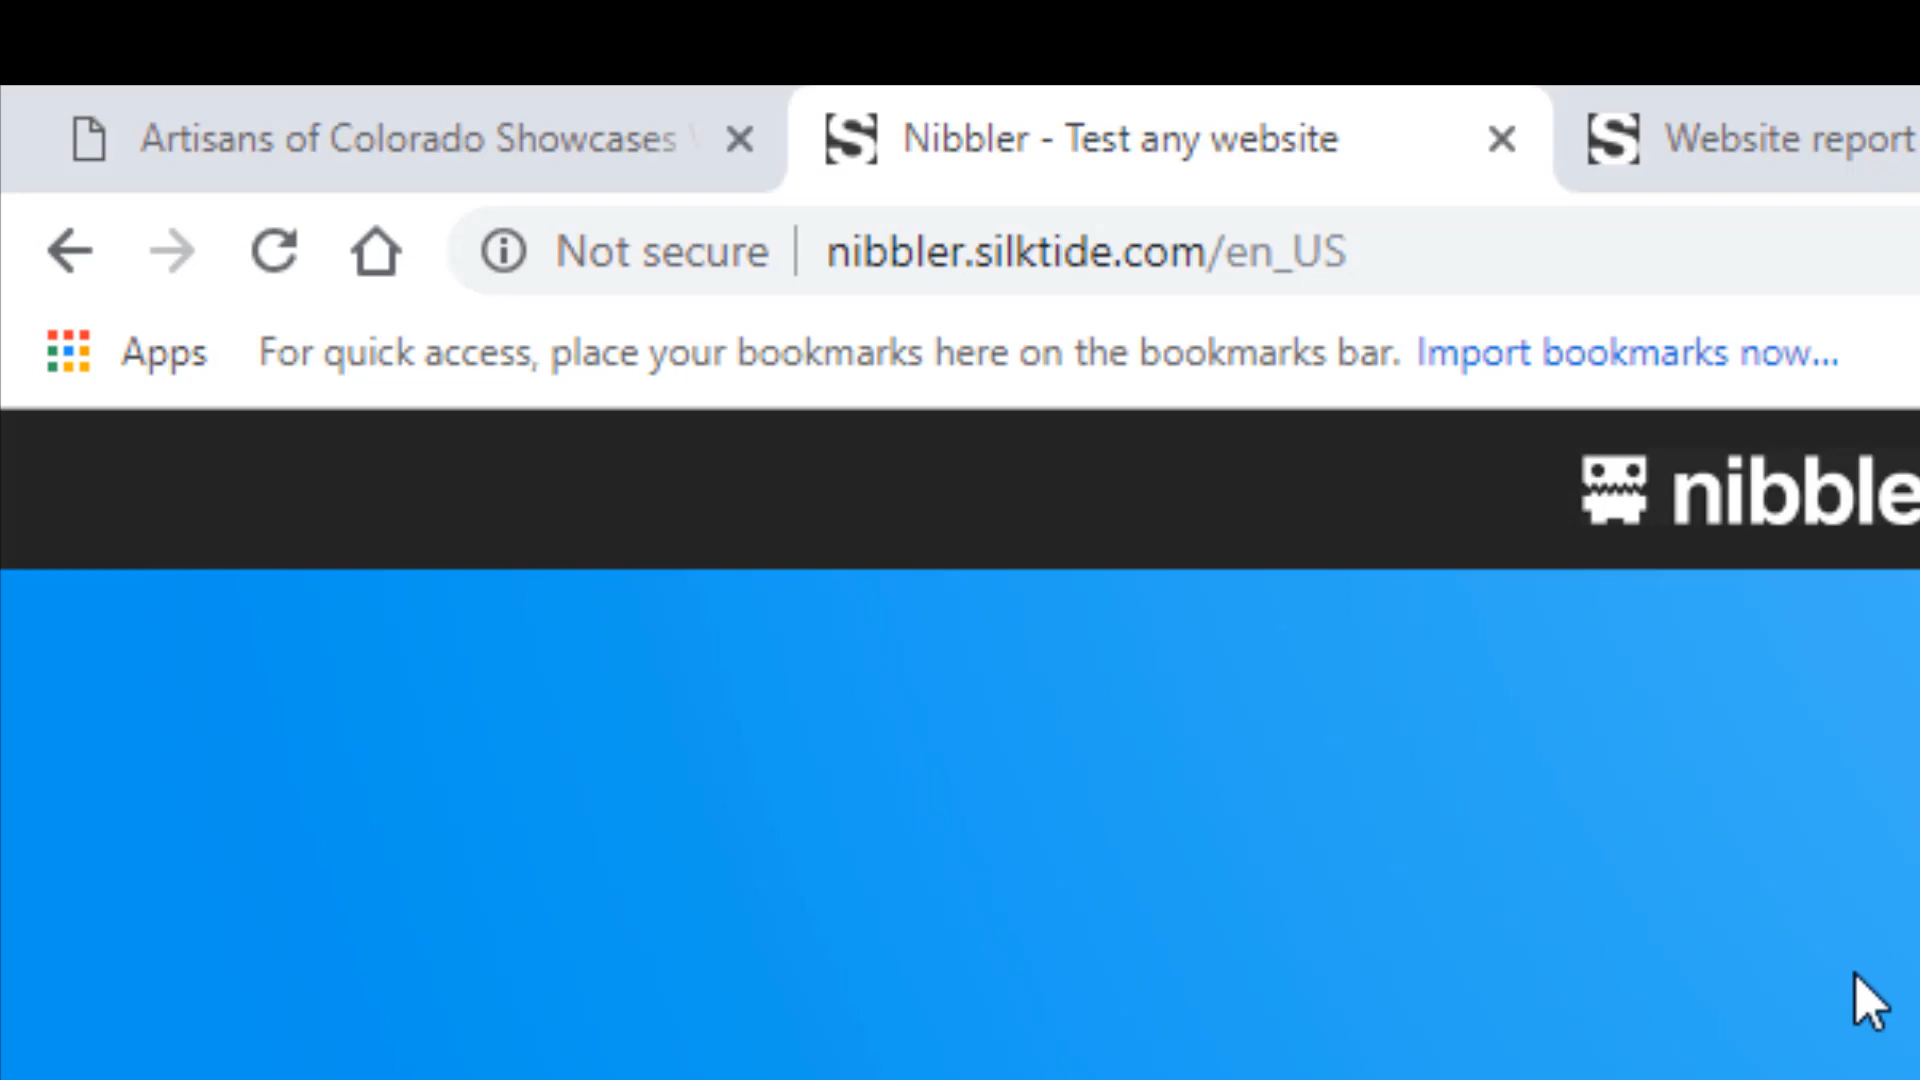 Artisans of Colorado Showcases
Nibbler - Test any website
Website report
Not secure
nibbler.silktide.com/en_US
Apps
For quick access, place your bookmarks here on the bookmarks bar. Import bookmarks now...
nibble